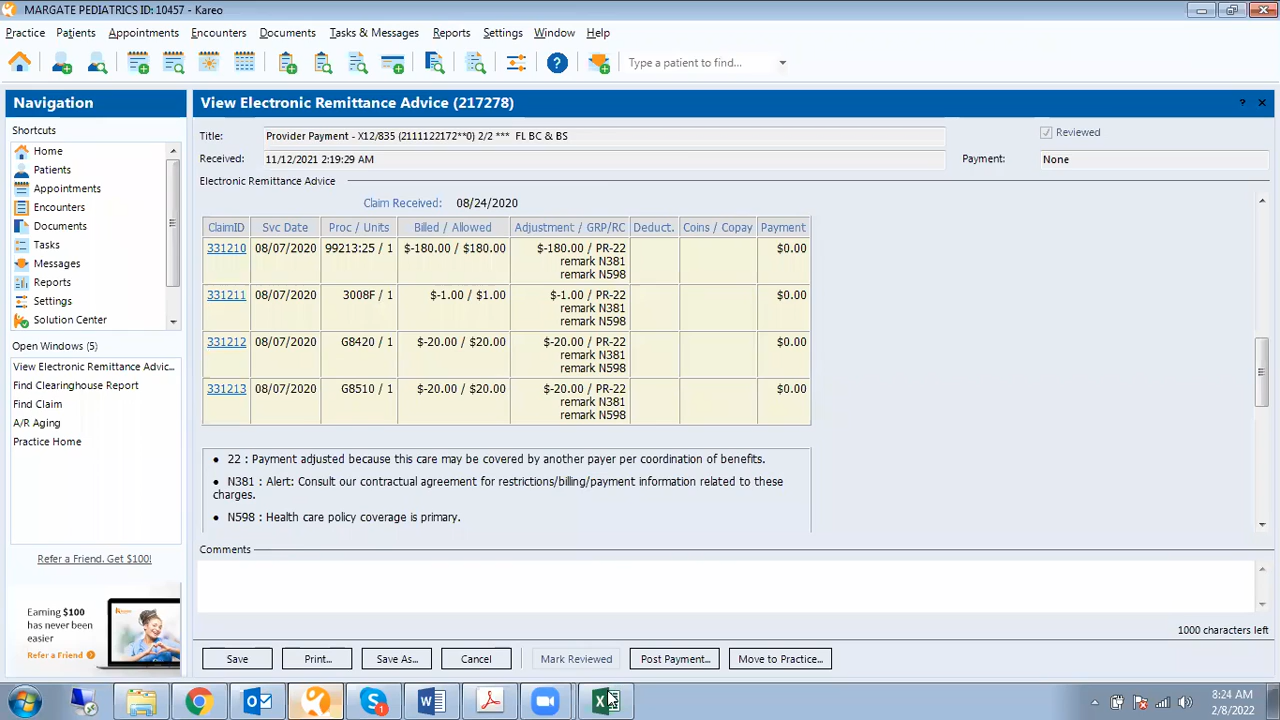 MARGATE PEDIATRICS ID: 10457 - Kareo
Practice Patients Appointments Encounters Documents Tasks & Messages Reports Settings Window Help
Type a patient to find...
Navigation
Shortcuts
Home
Patients
Appointments
Encounters
Documents
Tasks
Messages
Reports
Settings
Solution Center
Open Windows (5)
View Electronic Remittance Advic...
Find Clearinghouse Report
Find Claim
A/R Aging
Practice Home
Refer a Friend. Get $100!
Earning $100
has never been
easier
Refer a Friend
View Electronic Remittance Advice (217278)
? ×
Title: Provider Payment - X12/835 (2111122172**0) 2/2 *** FL BC & BS
Reviewed
Received: 11/12/2021 2:19:29 AM
Payment: None
Electronic Remittance Advice
Claim Received: 08/24/2020
ClaimID Svc Date Proc / Units Billed / Allowed Adjustment / GRP/RC Deduct. Coins / Copay Payment
331210 08/07/2020 99213:25 / 1 $-180.00 / $180.00 $-180.00 / PR-22 $0.00
remark N381
remark N598
331211 08/07/2020 3008F / 1 $-1.00 / $1.00 $-1.00 / PR-22 $0.00
remark N381
remark N598
331212 08/07/2020 G8420 / 1 $-20.00 / $20.00 $-20.00 / PR-22 $0.00
remark N381
remark N598
331213 08/07/2020 G8510 / 1 $-20.00 / $20.00 $-20.00 / PR-22 $0.00
remark N381
remark N598
• 22 : Payment adjusted because this care may be covered by another payer per coordination of benefits.
• N381 : Alert: Consult our contractual agreement for restrictions/billing/payment information related to these
charges.
• N598 : Health care policy coverage is primary.
Comments
1000 characters left
Save Print... Save As... Cancel Mark Reviewed Post Payment... Move to Practice...
8:24 AM
2/8/2022